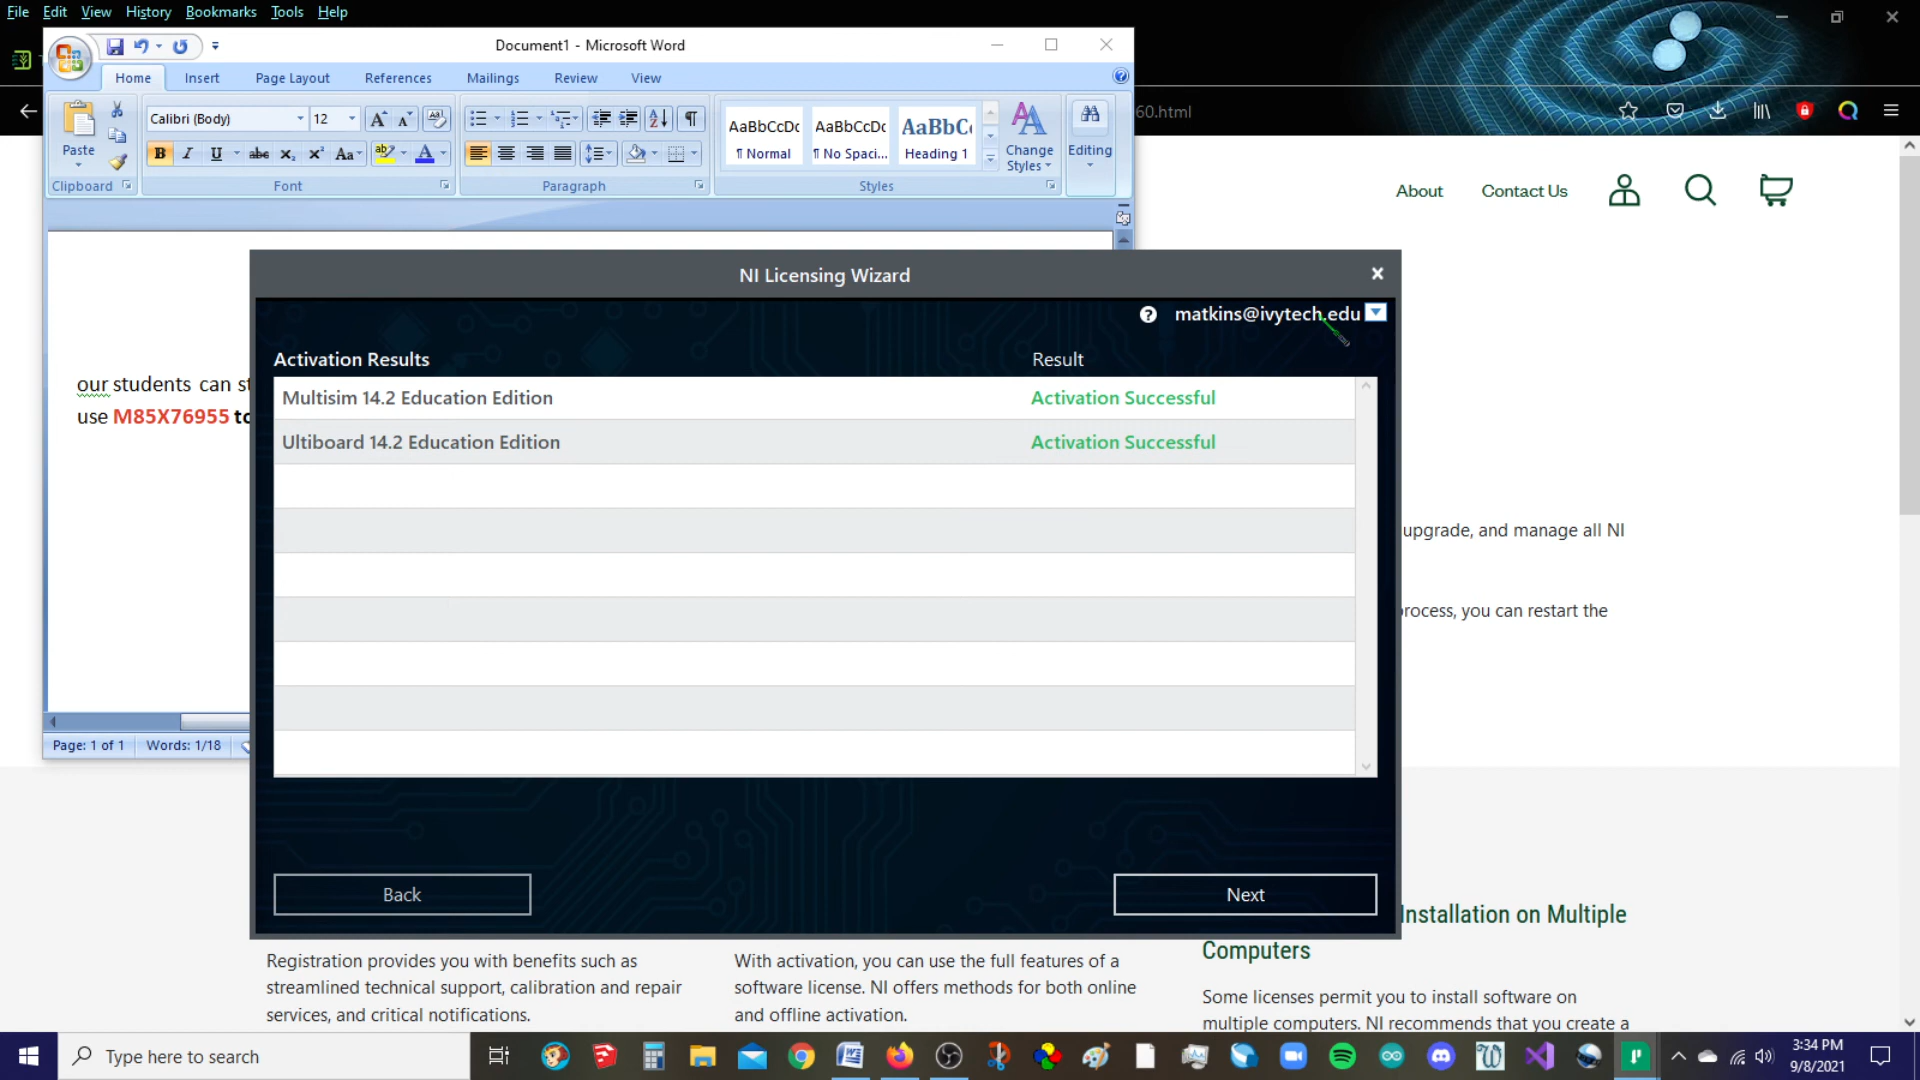 File Edit View History Bookmarks Tools Help
Document1 - Microsoft Word
Home Insert Page Layout References Mailings Review View
60.html
Calibri (Body) 12
AaBbCcDc AaBbCcDc AaBbC
Paste
B I U abc X₂ X² Aa ab A
¶ Normal ¶ No Spaci... Heading 1
Change Styles
Editing
Clipboard Font Paragraph Styles
About Contact Us
our students can st
use M85X76955 to
NI Licensing Wizard
matkins@ivytech.edu
Activation Results Result
Multisim 14.2 Education Edition Activation Successful
Ultiboard 14.2 Education Edition Activation Successful
upgrade, and manage all NI
rocess, you can restart the
Page: 1 of 1 Words: 1/18
Back Next
Installation on Multiple
Computers
Registration provides you with benefits such as
streamlined technical support, calibration and repair
services, and critical notifications.
With activation, you can use the full features of a
software license. NI offers methods for both online
and offline activation.
Some licenses permit you to install software on
multiple computers. NI recommends that you create a
Type here to search
3:34 PM
9/8/2021